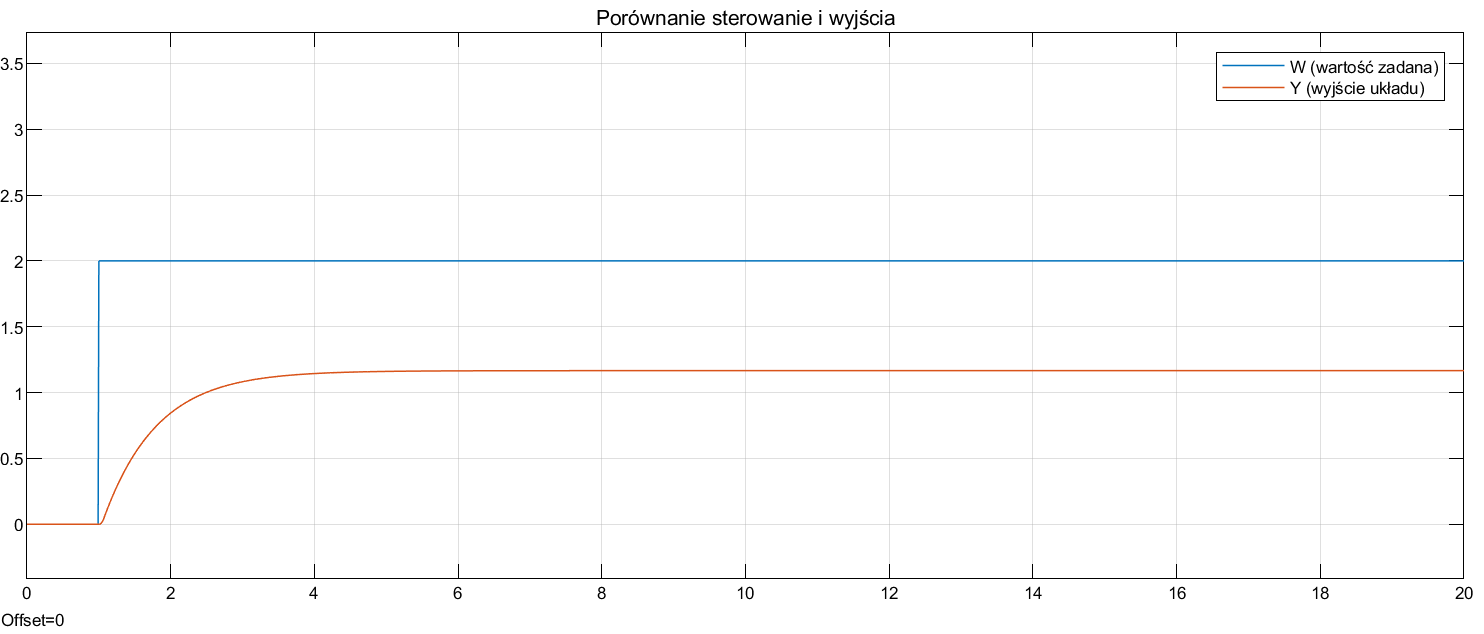 Porównanie sterowanie i wyjścia
W (wartość zadana)
Y (wyjście układu)
3.5
3
2.5
2
1.5
1
0.5
0
0 2 4 6 8 10 12 14 16 18 20
Offset=0